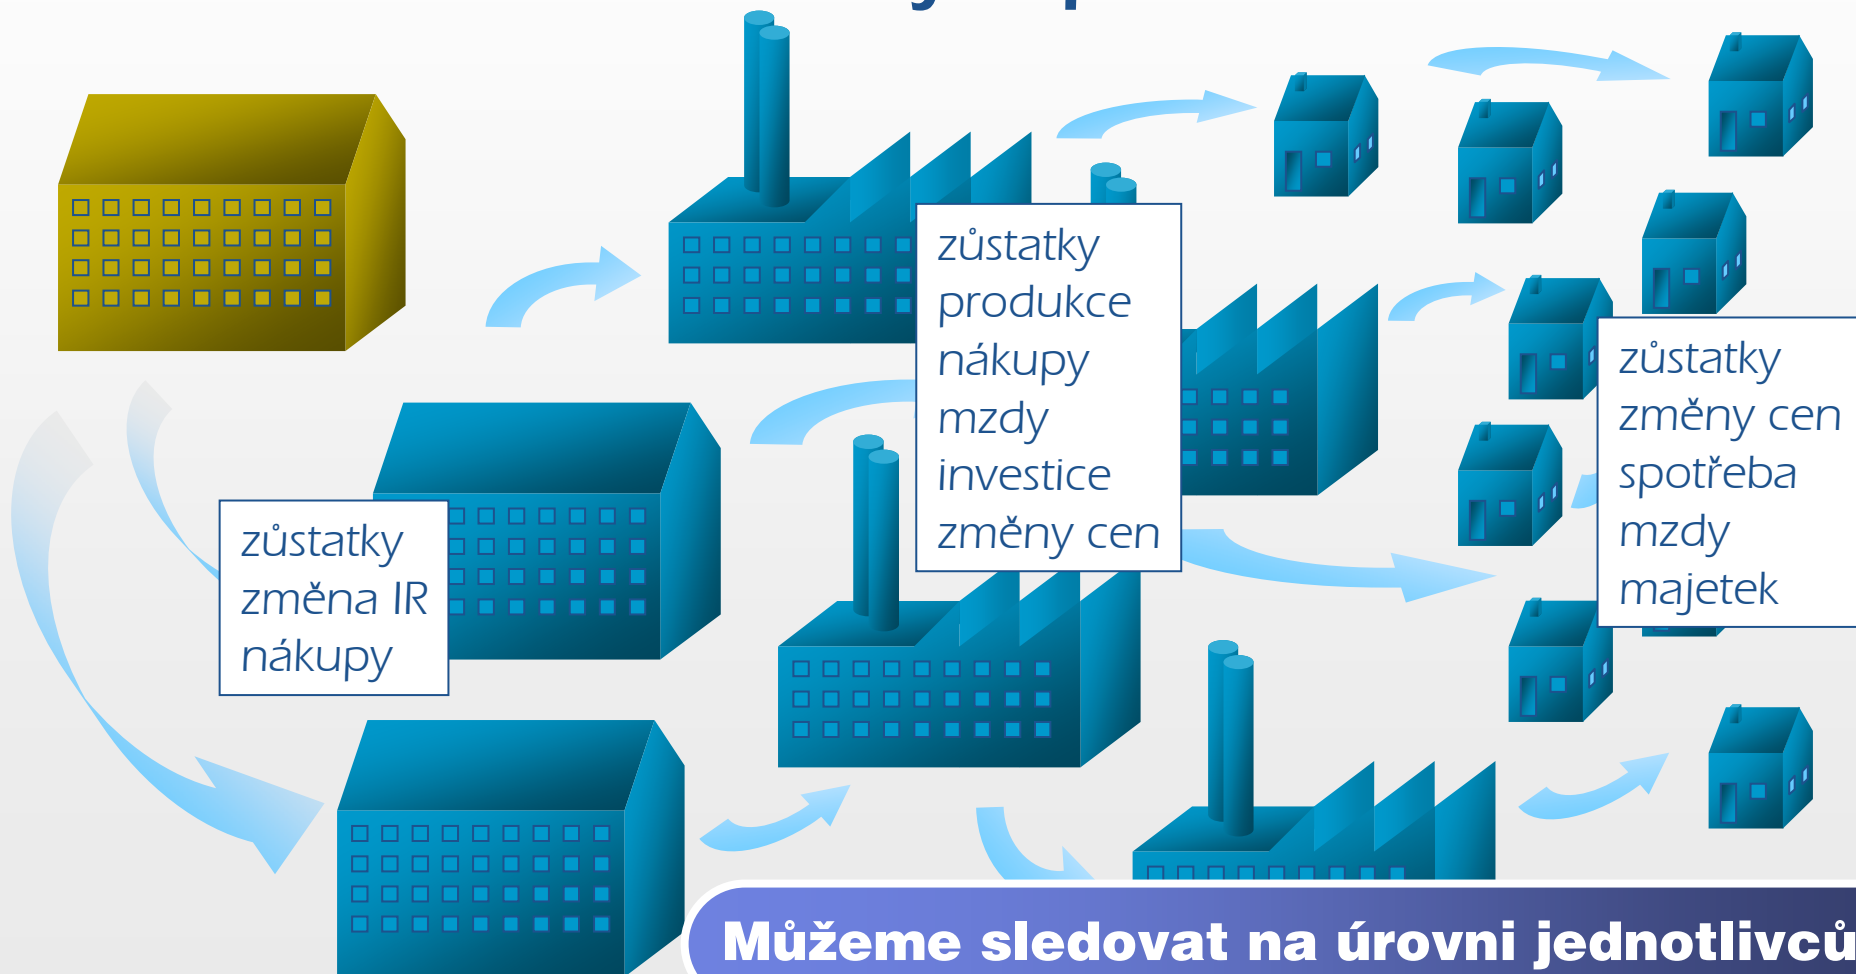 zůstatky
produkce
nákupy
mzdy
investice
změny cen
zůstatky
změny cen
spotřeba
mzdy
majetek
zůstatky
změna IR
nákupy
Můžeme sledovat na úrovni jednotlivců